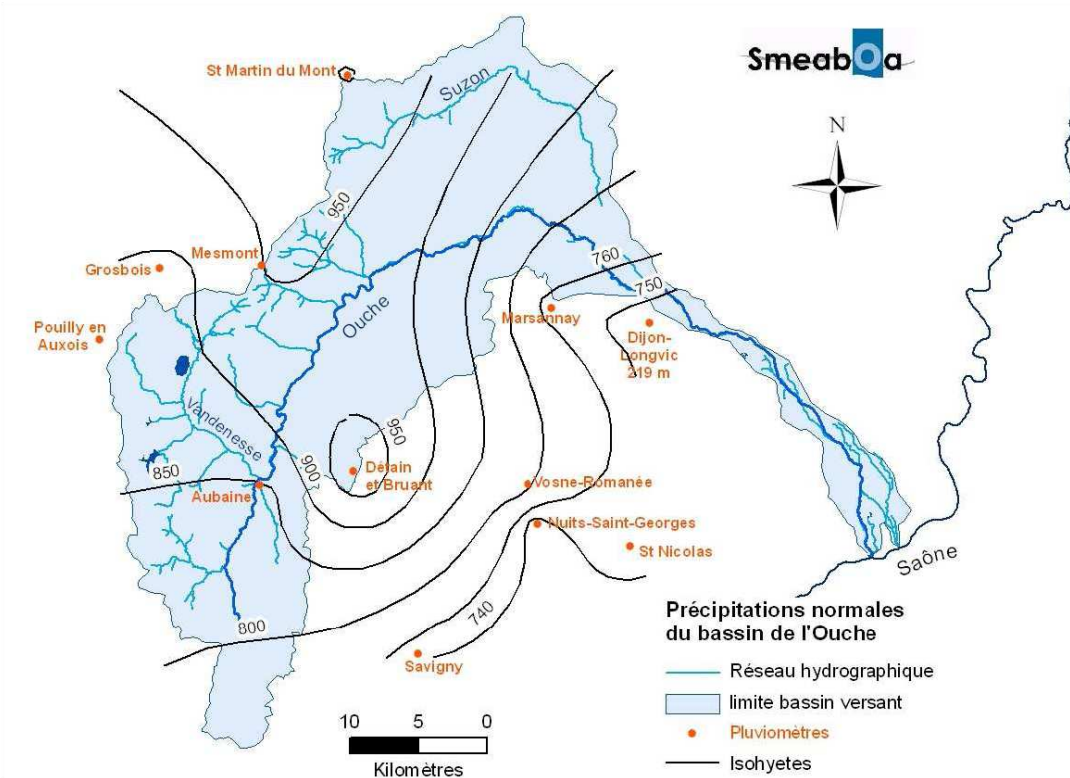 SmeabOa
St Martin du Mont
Suzon
N
950
Mesmont
Grosbois
760
750
Ouche
Marsannay
Pouilly en
Auxois
Dijon-
Longvic
219 m
Vandenesse
950
900
850
Détain
et Bruant
Aubaine
Vosne-Romanée
Nuits-Saint-Georges
St Nicolas
Saône
740
800
Savigny
Précipitations normales
du bassin de l'Ouche
Réseau hydrographique
limite bassin versant
Pluviomètres
Isohyetes
10 5 0
Kilomètres